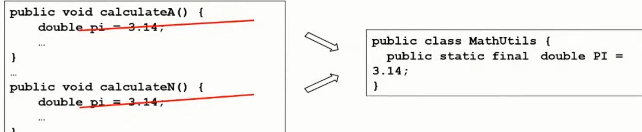 public void calculateA() {
double pi = 3.14;
…
}
…
public void calculateN() {
double pi = 3.14;
…
}
public class MathUtils {
public static final double PI =
3.14;
}